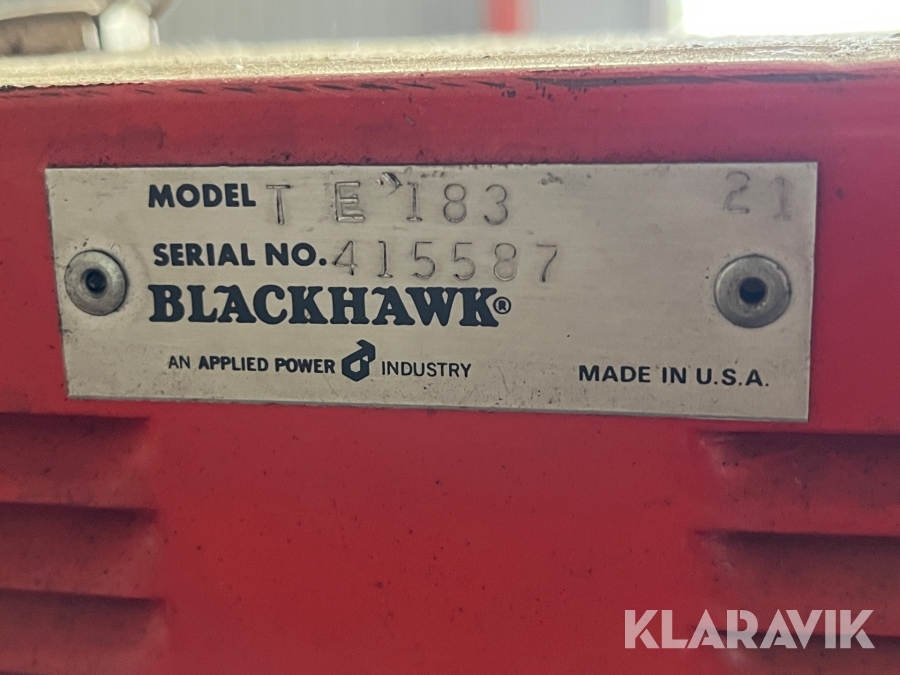 MODEL T E 183 21
SERIAL NO. 415587
BLACKHAWK®
AN APPLIED POWER INDUSTRY MADE IN U.S.A.
KLARAVIK